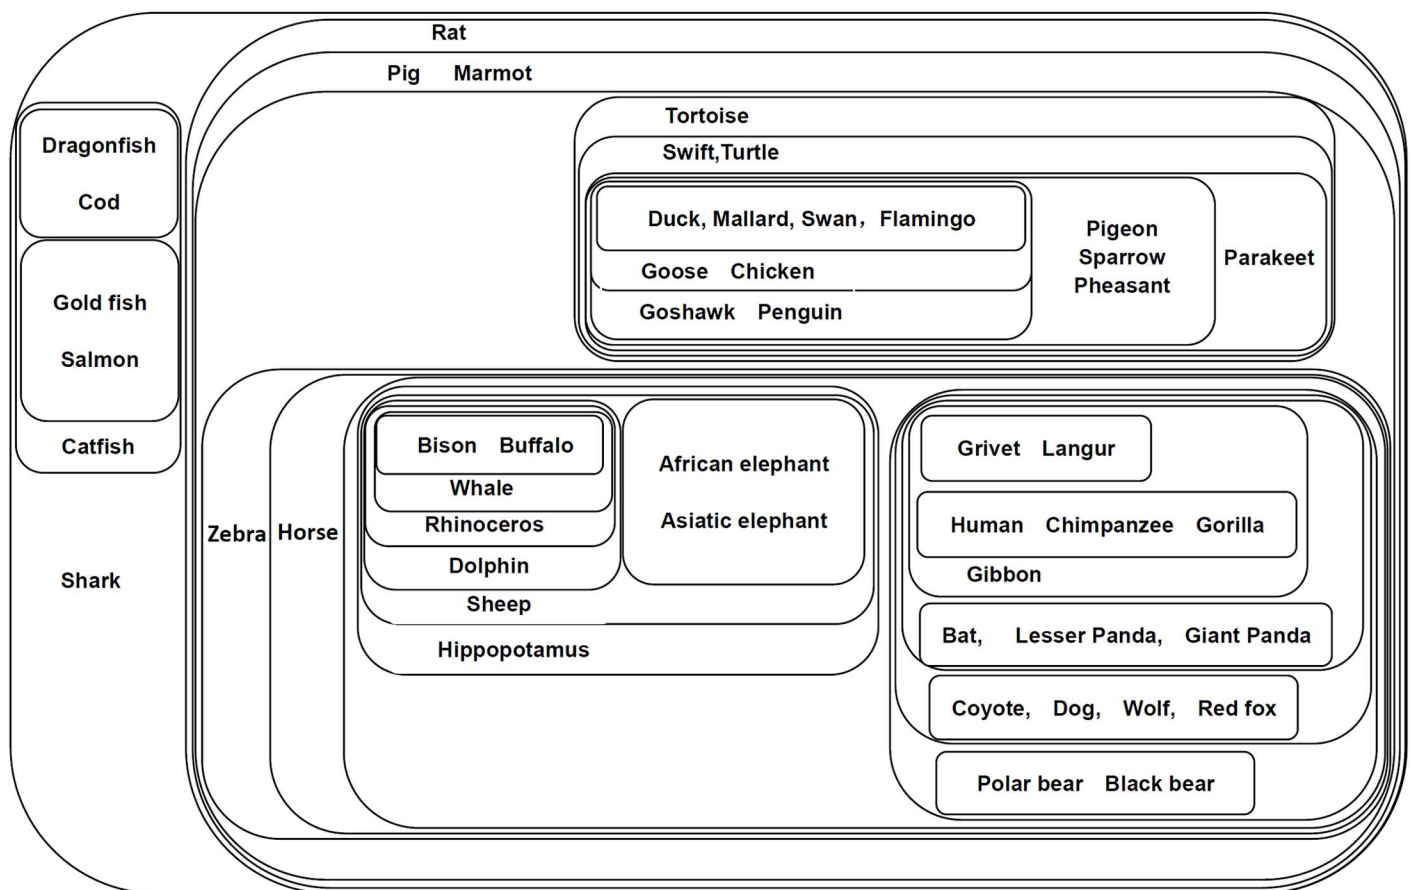 Rat
Pig Marmot
Tortoise
Swift,Turtle
Duck, Mallard, Swan，Flamingo
Goose Chicken
Goshawk Penguin
Pigeon
Sparrow
Pheasant
Parakeet
Dragonfish
Cod
Gold fish
Salmon
Catfish
Shark
Zebra
Horse
Bison Buffalo
Whale
Rhinoceros
Dolphin
Sheep
Hippopotamus
African elephant
Asiatic elephant
Grivet Langur
Human Chimpanzee Gorilla
Gibbon
Bat, Lesser Panda, Giant Panda
Coyote, Dog, Wolf, Red fox
Polar bear Black bear